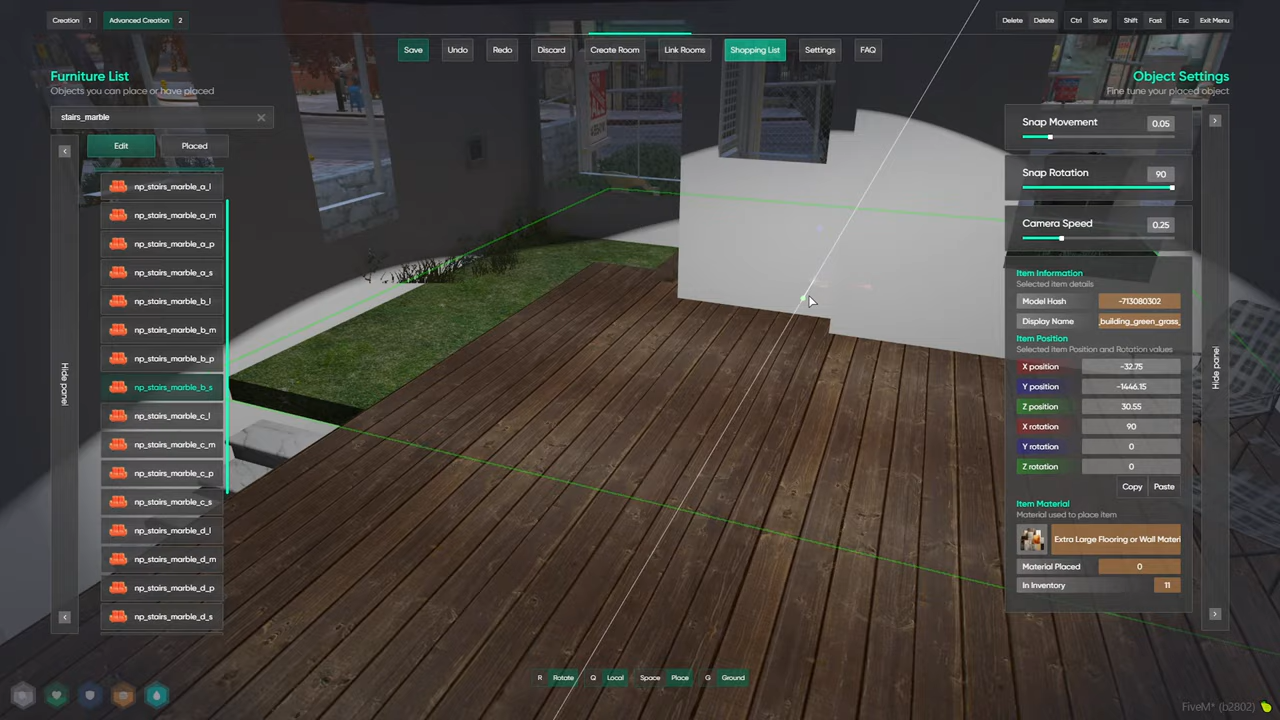 Creation 1 Advanced Creation 2
Delete Delete Ctrl Slow Shift Fast Esc Exit Menu
Save Undo Redo Discard Create Room Link Rooms Shopping List Settings FAQ
Furniture List
Objects you can place or have placed
stairs_marble
Edit Placed
np_stairs_marble_a_l
np_stairs_marble_a_m
np_stairs_marble_a_p
np_stairs_marble_a_s
np_stairs_marble_b_l
np_stairs_marble_b_m
np_stairs_marble_b_p
np_stairs_marble_b_s
np_stairs_marble_c_l
np_stairs_marble_c_m
np_stairs_marble_c_p
np_stairs_marble_c_s
np_stairs_marble_d_l
np_stairs_marble_d_m
np_stairs_marble_d_p
np_stairs_marble_d_s
Hide panel
Object Settings
Fine tune your placed object
Snap Movement 0.05
Snap Rotation 90
Camera Speed 0.25
Item Information
Selected item details
Model Hash -713080302
Display Name _building_green_grass_
Item Position
Selected Item Position and Rotation values
X position -32.75
Y position -1446.15
Z position 30.55
X rotation 90
Y rotation 0
Z rotation 0
Copy Paste
Item Material
Material used to place item
Extra Large Flooring or Wall Materi
Material Placed 0
In Inventory 11
Hide panel
R Rotate Q Local Space Place G Ground
FiveM* (b2802)